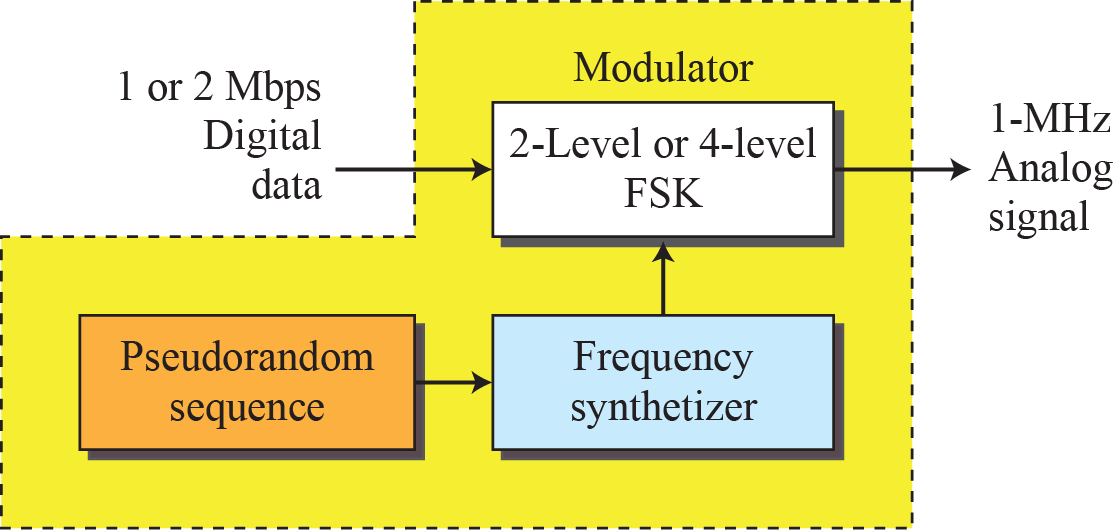 Modulator
1 or 2 Mbps
Digital
data
2-Level or 4-level
FSK
1-MHz
Analog
signal
Pseudorandom
sequence
Frequency
synthetizer